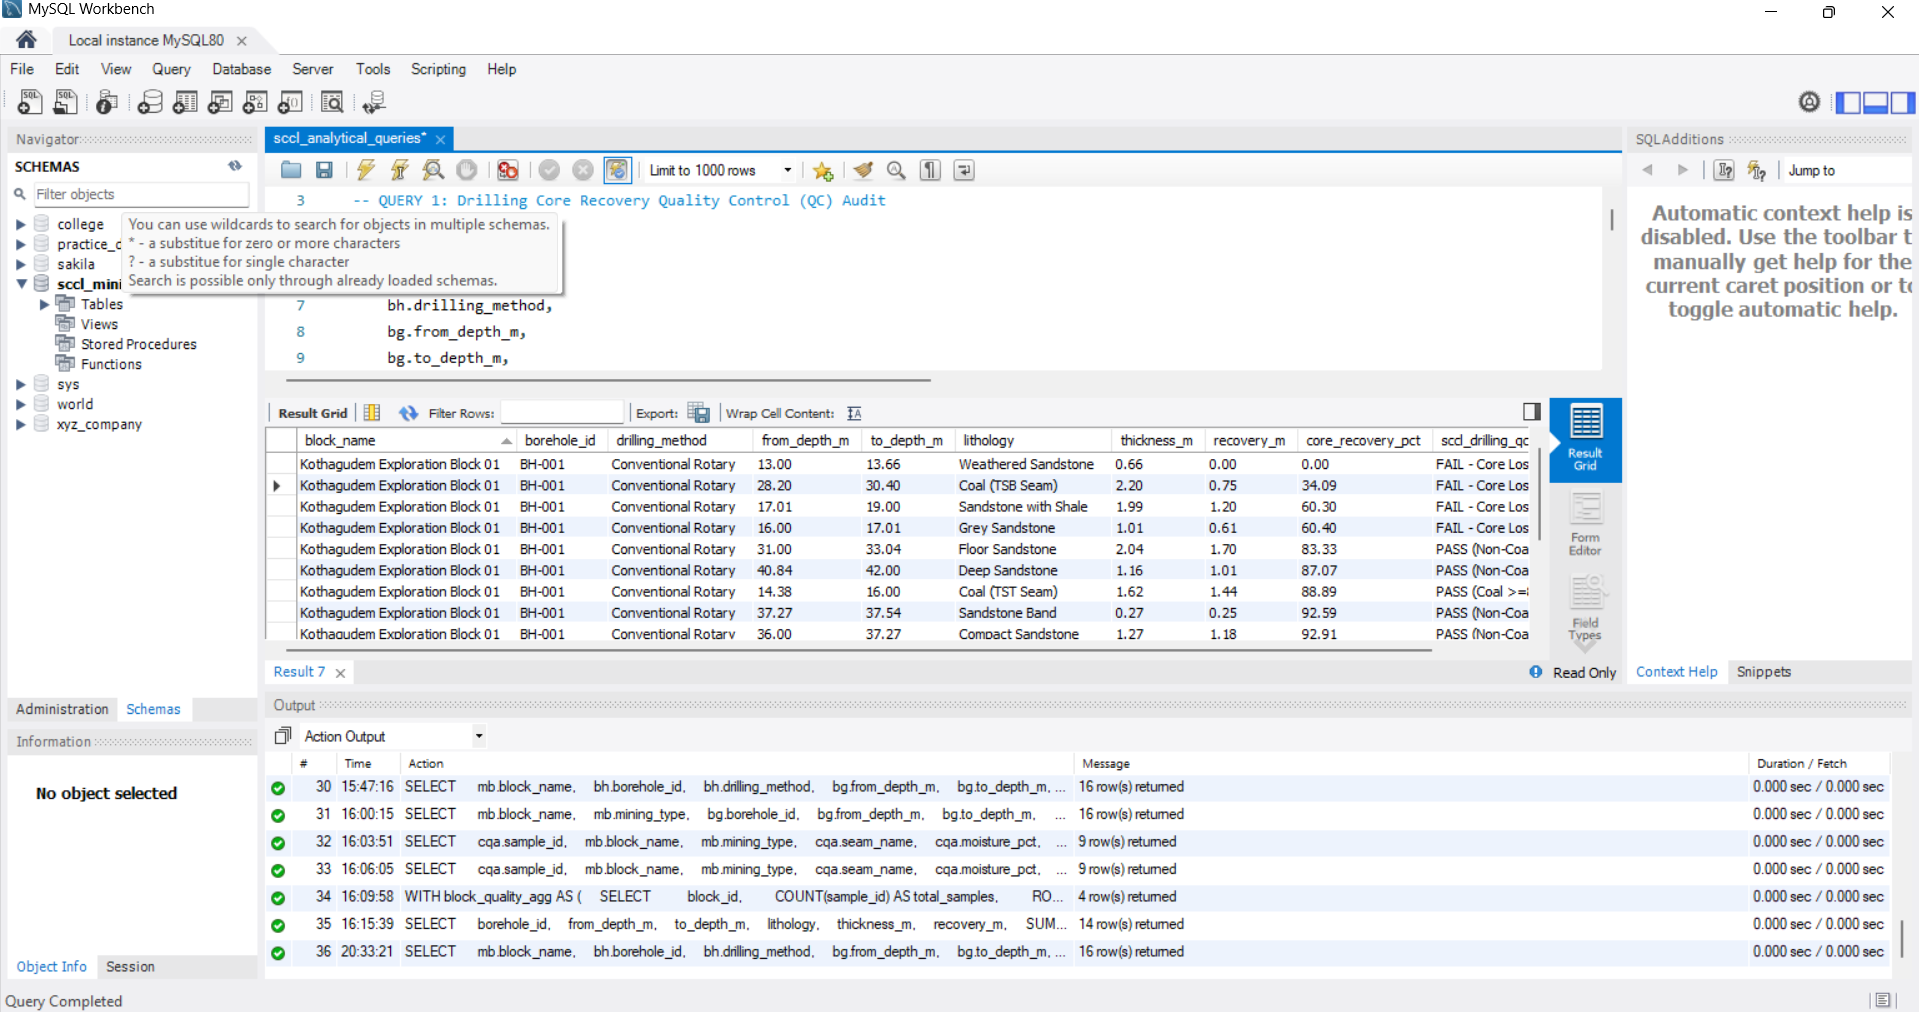 MySQL Workbench
Local instance MySQL80
File Edit View Query Database Server Tools Scripting Help
Navigator
SCHEMAS
Filter objects
college
practice_d
sakila
sccl_mini
Tables
Views
Stored Procedures
Functions
sys
world
xyz_company
You can use wildcards to search for objects in multiple schemas.
* - a substitue for zero or more characters
? - a substitue for single character
Search is possible only through already loaded schemas.
Administration Schemas
Information
No object selected
Object Info Session
sccl_analytical_queries*
Limit to 1000 rows
3 -- QUERY 1: Drilling Core Recovery Quality Control (QC) Audit
7 bh.drilling_method,
8 bg.from_depth_m,
9 bg.to_depth_m,
Result Grid Filter Rows: Export: Wrap Cell Content:
block_name borehole_id drilling_method from_depth_m to_depth_m lithology thickness_m recovery_m core_recovery_pct sccl_drilling_qc
Kothagudem Exploration Block 01 BH-001 Conventional Rotary 13.00 13.66 Weathered Sandstone 0.66 0.00 0.00 FAIL - Core Los
Kothagudem Exploration Block 01 BH-001 Conventional Rotary 28.20 30.40 Coal (TSB Seam) 2.20 0.75 34.09 FAIL - Core Los
Kothagudem Exploration Block 01 BH-001 Conventional Rotary 17.01 19.00 Sandstone with Shale 1.99 1.20 60.30 FAIL - Core Los
Kothagudem Exploration Block 01 BH-001 Conventional Rotary 16.00 17.01 Grey Sandstone 1.01 0.61 60.40 FAIL - Core Los
Kothagudem Exploration Block 01 BH-001 Conventional Rotary 31.00 33.04 Floor Sandstone 2.04 1.70 83.33 PASS (Non-Coa
Kothagudem Exploration Block 01 BH-001 Conventional Rotary 40.84 42.00 Deep Sandstone 1.16 1.01 87.07 PASS (Non-Coa
Kothagudem Exploration Block 01 BH-001 Conventional Rotary 14.38 16.00 Coal (TST Seam) 1.62 1.44 88.89 PASS (Coal >=
Kothagudem Exploration Block 01 BH-001 Conventional Rotary 37.27 37.54 Sandstone Band 0.27 0.25 92.59 PASS (Non-Coa
Kothagudem Exploration Block 01 BH-001 Conventional Rotary 36.00 37.27 Compact Sandstone 1.27 1.18 92.91 PASS (Non-Coa
Result Grid
Form Editor
Field Types
Result 7
Read Only
SQLAdditions
Jump to
Automatic context help is
disabled. Use the toolbar t
manually get help for the
current caret position or to
toggle automatic help.
Context Help Snippets
Output
Action Output
# Time Action Message Duration / Fetch
30 15:47:16 SELECT mb.block_name, bh.borehole_id, bh.drilling_method, bg.from_depth_m, bg.to_depth_m, ... 16 row(s) returned 0.000 sec / 0.000 sec
31 16:00:15 SELECT mb.block_name, mb.mining_type, bg.borehole_id, bg.from_depth_m, bg.to_depth_m, ... 16 row(s) returned 0.000 sec / 0.000 sec
32 16:03:51 SELECT cqa.sample_id, mb.block_name, mb.mining_type, cqa.seam_name, cqa.moisture_pct, ... 9 row(s) returned 0.000 sec / 0.000 sec
33 16:06:05 SELECT cqa.sample_id, mb.block_name, mb.mining_type, cqa.seam_name, cqa.moisture_pct, ... 9 row(s) returned 0.000 sec / 0.000 sec
34 16:09:58 WITH block_quality_agg AS ( SELECT block_id, COUNT(sample_id) AS total_samples, RO... 4 row(s) returned 0.000 sec / 0.000 sec
35 16:15:39 SELECT borehole_id, from_depth_m, to_depth_m, lithology, thickness_m, recovery_m, SUM... 14 row(s) returned 0.000 sec / 0.000 sec
36 20:33:21 SELECT mb.block_name, bh.borehole_id, bh.drilling_method, bg.from_depth_m, bg.to_depth_m, ... 16 row(s) returned 0.000 sec / 0.000 sec
Query Completed